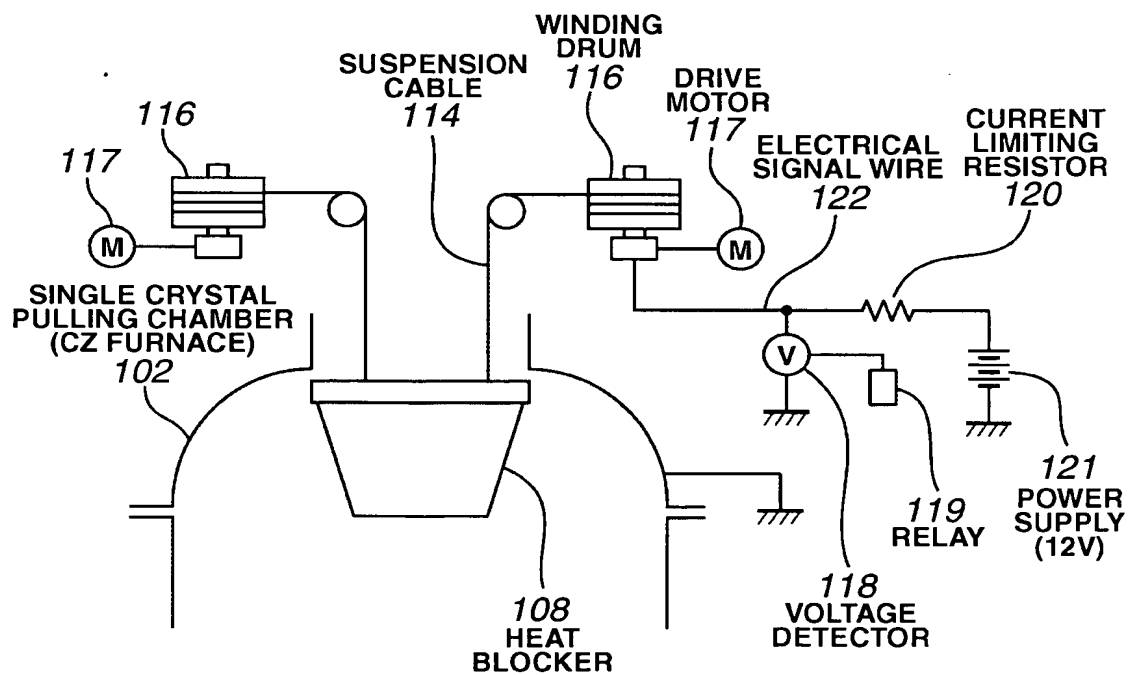 WINDING
DRUM
116
SUSPENSION
CABLE
114
DRIVE
MOTOR
117
CURRENT
LIMITING
RESISTOR
120
116
117
ELECTRICAL
SIGNAL WIRE
122
M
M
SINGLE CRYSTAL
PULLING CHAMBER
(CZ FURNACE)
102
V
121
POWER
SUPPLY
(12V)
119
RELAY
118
VOLTAGE
DETECTOR
108
HEAT
BLOCKER